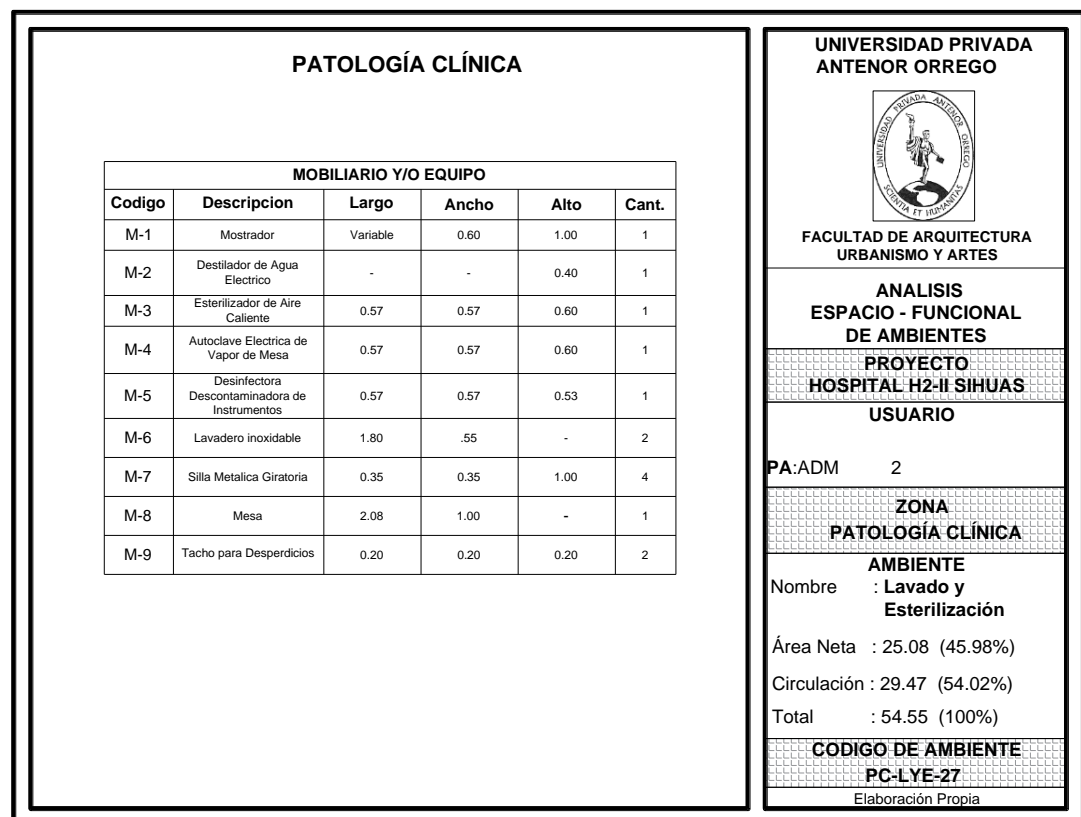 PATOLOGÍA CLÍNICA
MOBILIARIO Y/O EQUIPO
Codigo Descripcion Largo Ancho Alto Cant.
M-1 Mostrador Variable 0.60 1.00 1
M-2 Destilador de Agua Electrico - - 0.40 1
M-3 Esterilizador de Aire Caliente 0.57 0.57 0.60 1
M-4 Autoclave Electrica de Vapor de Mesa 0.57 0.57 0.60 1
M-5 Desinfectora Descontaminadora de Instrumentos 0.57 0.57 0.53 1
M-6 Lavadero inoxidable 1.80 .55 - 2
M-7 Silla Metalica Giratoria 0.35 0.35 1.00 4
M-8 Mesa 2.08 1.00 - 1
M-9 Tacho para Desperdicios 0.20 0.20 0.20 2
UNIVERSIDAD PRIVADA
ANTENOR ORREGO
UNIVERSIDAD PRIVADA ANTENOR ORREGO
SCIENTIA ET HUMANITAS
FACULTAD DE ARQUITECTURA
URBANISMO Y ARTES
ANALISIS
ESPACIO - FUNCIONAL
DE AMBIENTES
PROYECTO
HOSPITAL H2-II SIHUAS
USUARIO
PA:ADM 2
ZONA
PATOLOGÍA CLÍNICA
AMBIENTE
Nombre : Lavado y
Esterilización
Área Neta : 25.08 (45.98%)
Circulación : 29.47 (54.02%)
Total : 54.55 (100%)
CODIGO DE AMBIENTE
PC-LYE-27
Elaboración Propia